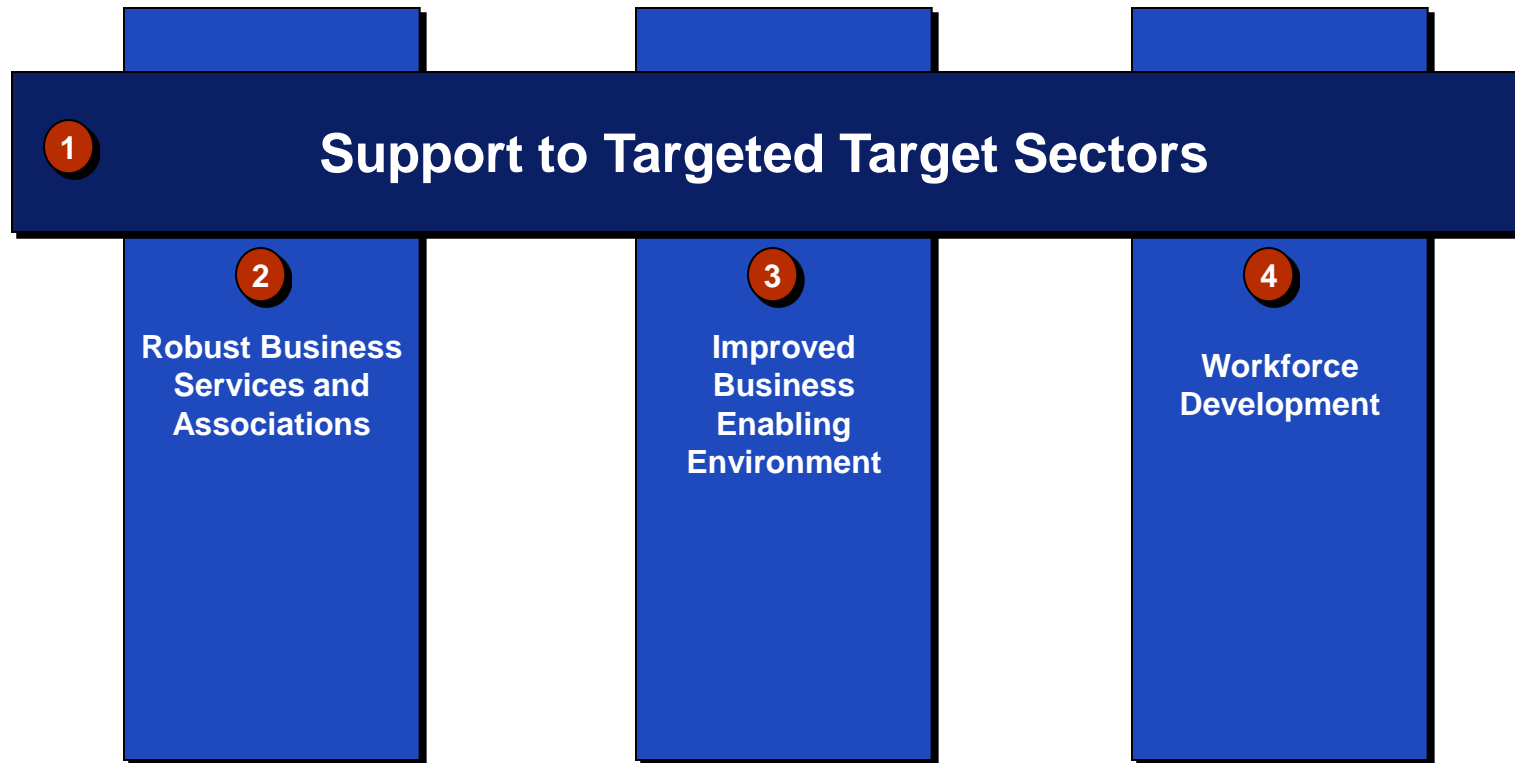 1
Support to Targeted Target Sectors
2
Robust Business
Services and
Associations
3
Improved
Business
Enabling
Environment
4
Workforce
Development